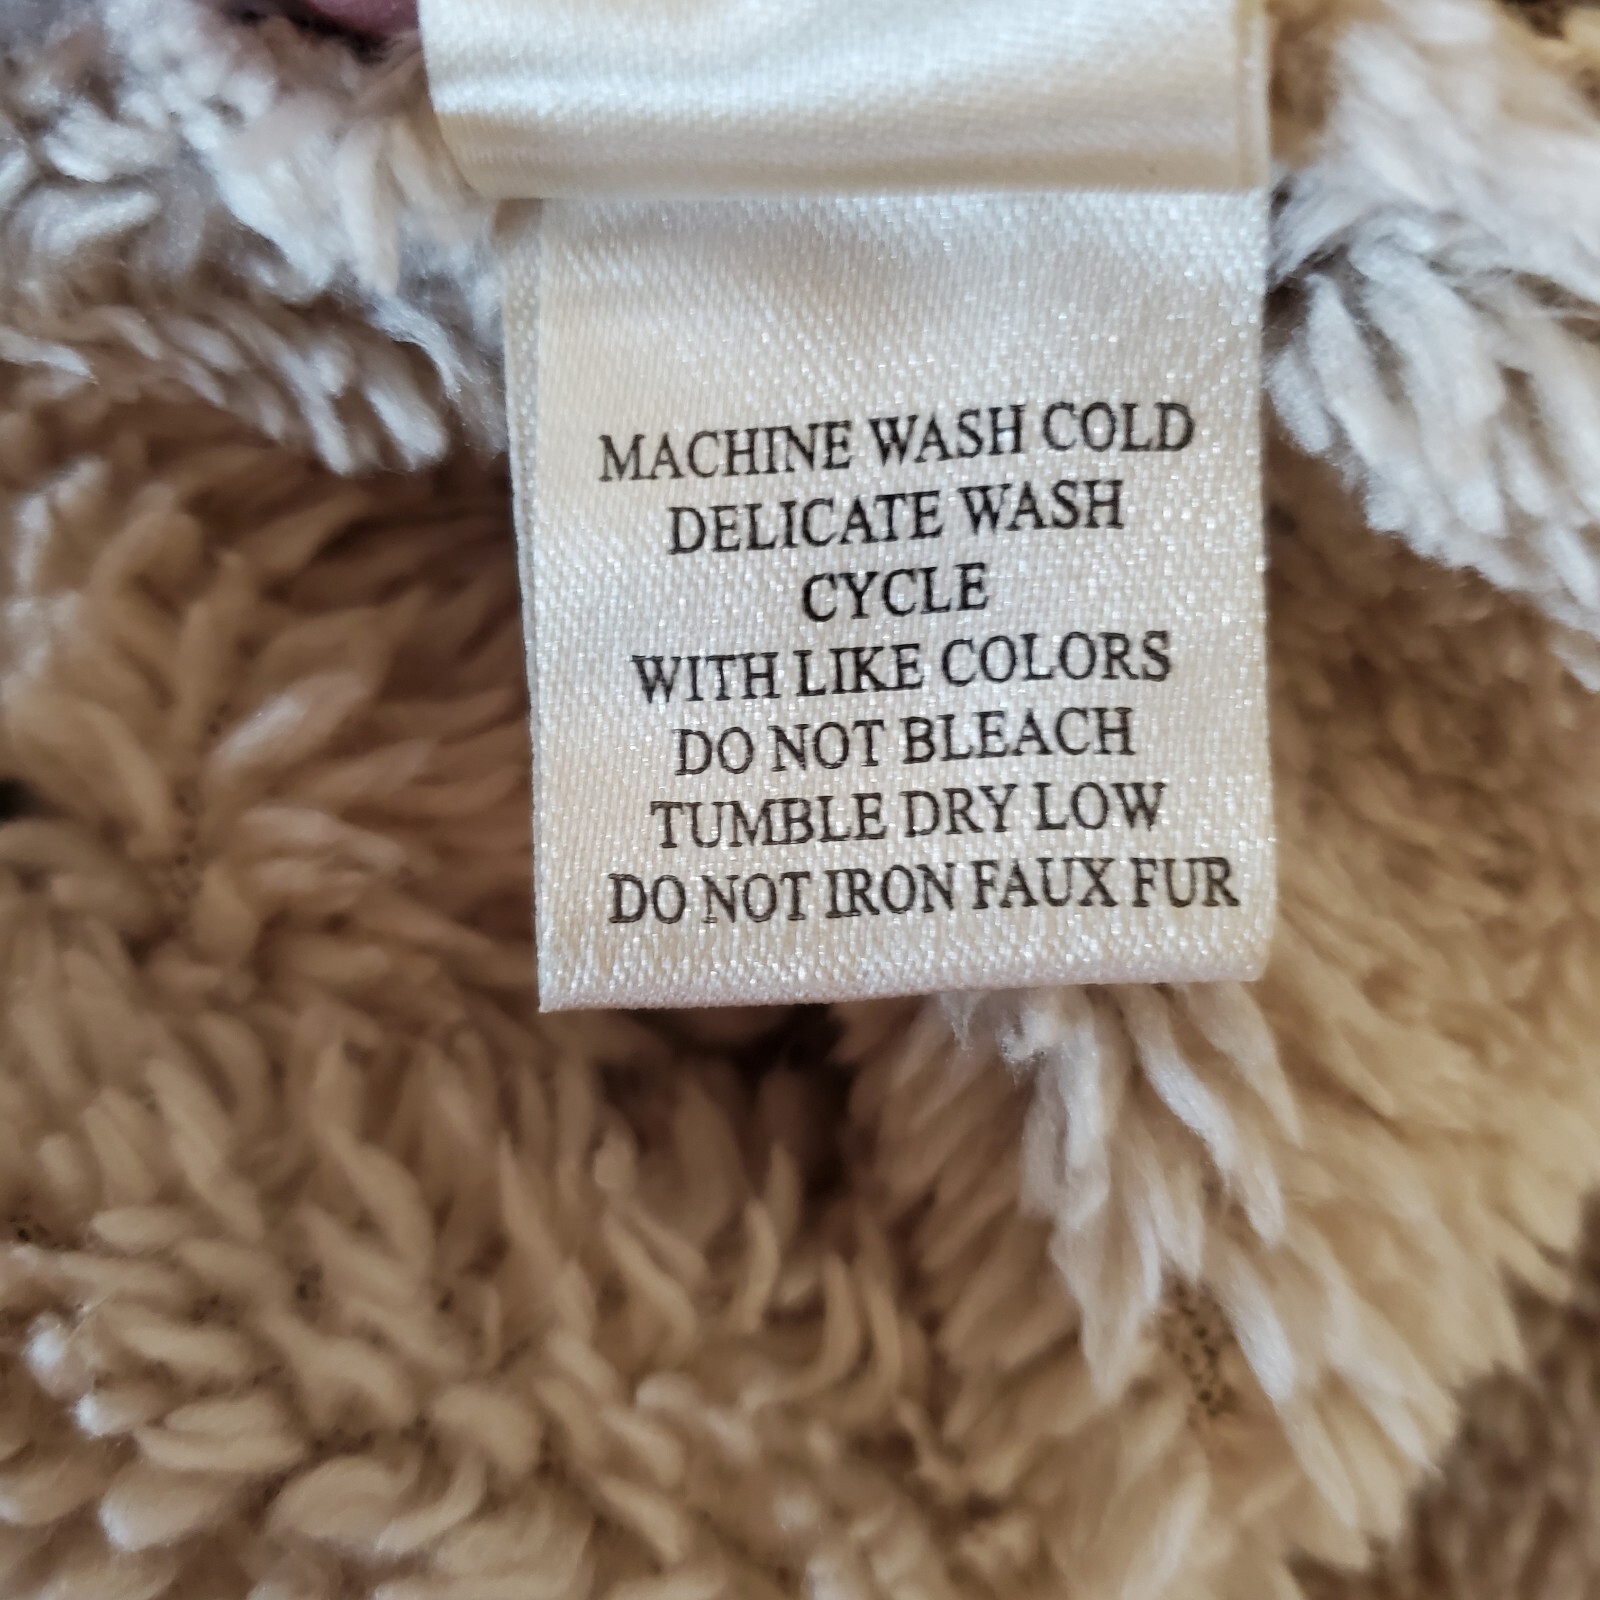 MACHINE WASH COLD
DELICATE WASH
CYCLE
WITH LIKE COLORS
DO NOT BLEACH
TUMBLE DRY LOW
DO NOT IRON FAUX FUR